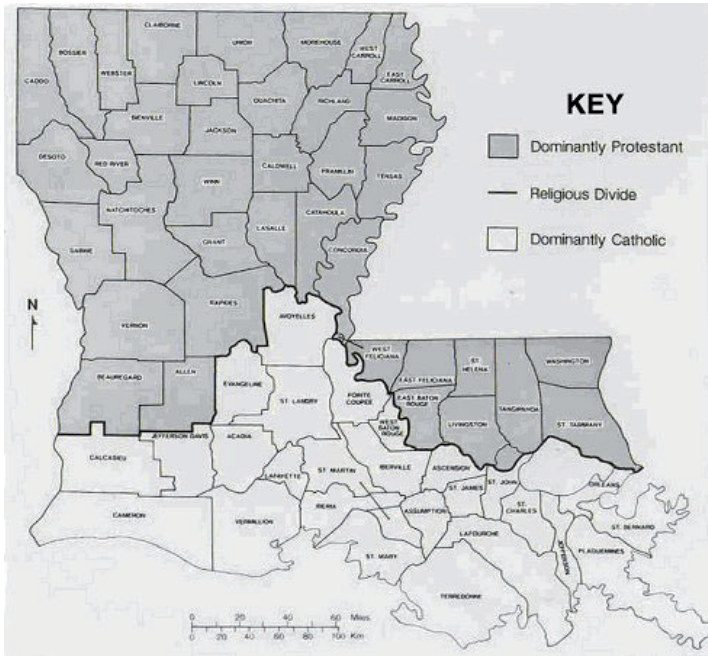 CLAIBORNE
UNION
MOREHOUSE
WEST
CARROLL
EAST
CARROLL
BOSSIER
WEBSTER
CADDO
LINCOLN
OUACHITA
RICHLAND
MADISON
BIENVILLE
JACKSON
DESOTO
RED RIVER
CALDWELL
FRANKLIN
TENSAS
WINN
NATCHITOCHES
CATAHOULA
LASALLE
GRANT
SABINE
CONCORDIA
KEY
Dominantly Protestant
Religious Divide
Dominantly Catholic
N
RAPIDES
AVOYELLES
VERNON
WEST
FELICIANA
ST.
HELENA
WASHINGTON
EAST FELICIANA
BEAUREGARD
ALLEN
EVANGELINE
ST. LANDRY
POINTE
COUPEE
EAST BATON
ROUGE
WEST
BATON
ROUGE
LIVINGSTON
TANGIPAHOA
ST. TAMMANY
JEFFERSON DAVIS
ACADIA
CALCASIEU
LAFAYETTE
ST. MARTIN
IBERVILLE
ASCENSION
ST. JAMES
ST. JOHN
ORLEANS
CAMERON
VERMILLION
IBERIA
ASSUMPTION
ST.
CHARLES
ST. BERNARD
ST. MARY
LAFOURCHE
JEFFERSON
PLAQUEMINES
TERREBONNE
0 20 40 60 Miles
0 20 40 60 80 100 Km